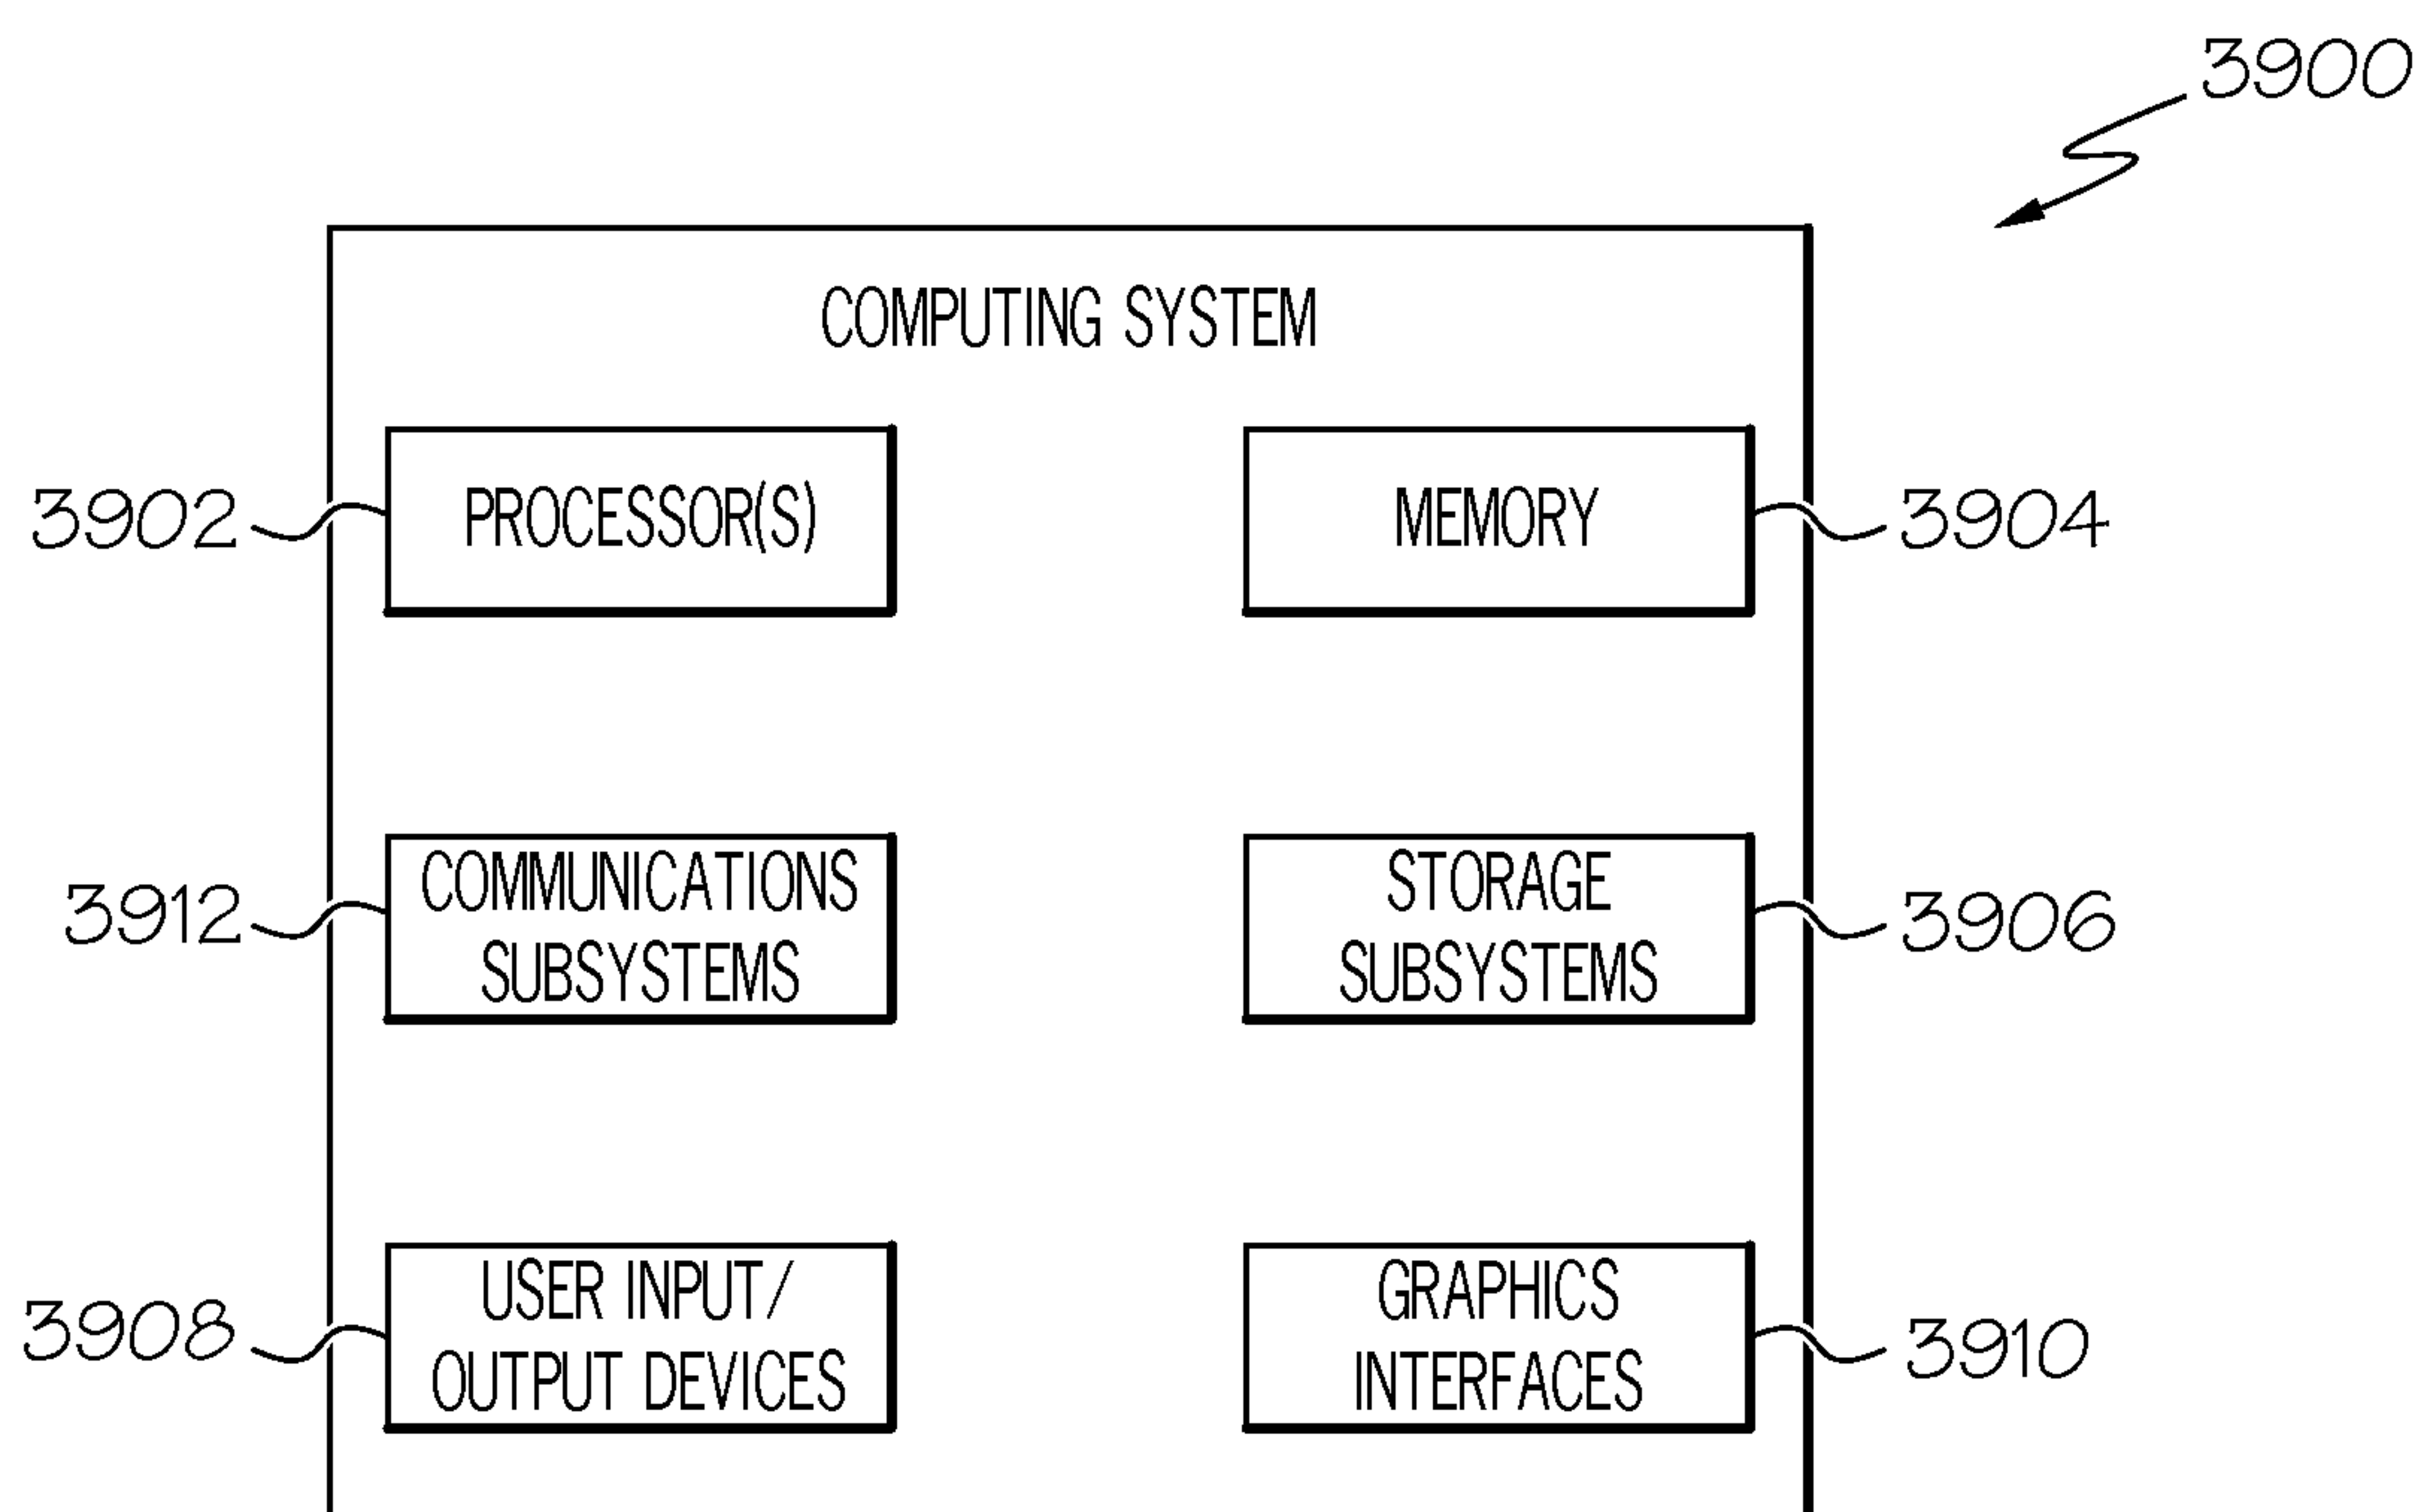 3900
COMPUTING SYSTEM
3902
PROCESSOR(S)
MEMORY
3904
3912
COMMUNICATIONS
SUBSYSTEMS
STORAGE
SUBSYSTEMS
3906
3908
USER INPUT/
OUTPUT DEVICES
GRAPHICS
INTERFACES
3910